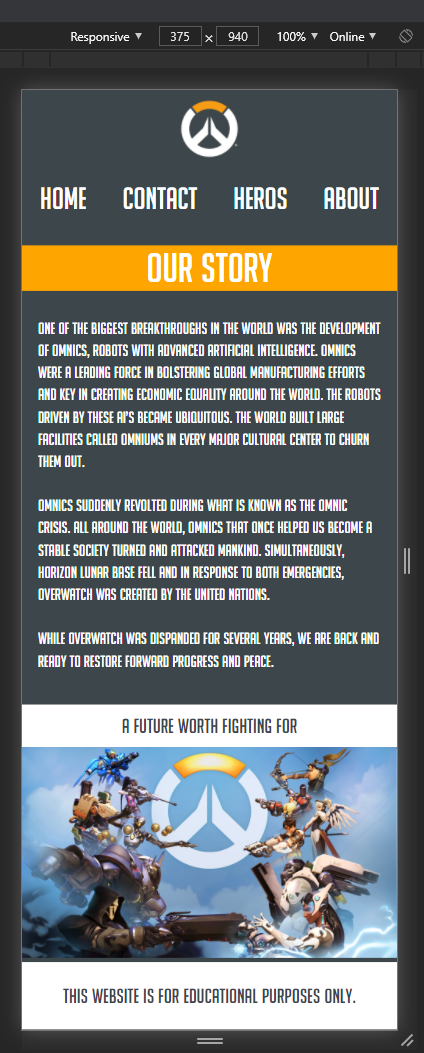 Responsive ▼ 375 × 940 100% ▼ Online ▼
HOME CONTACT HEROS ABOUT
OUR STORY
ONE OF THE BIGGEST BREAKTHROUGHS IN THE WORLD WAS THE DEVELOPMENT
OF OMNICS, ROBOTS WITH ADVANCED ARTIFICIAL INTELLIGENCE. OMNICS
WERE A LEADING FORCE IN BOLSTERING GLOBAL MANUFACTURING EFFORTS
AND KEY IN CREATING ECONOMIC EQUALITY AROUND THE WORLD. THE ROBOTS
DRIVEN BY THESE AI'S BECAME UBIQUITOUS. THE WORLD BUILT LARGE
FACILITIES CALLED OMNIUMS IN EVERY MAJOR CULTURAL CENTER TO CHURN
THEM OUT.
OMNICS SUDDENLY REVOLTED DURING WHAT IS KNOWN AS THE OMNIC
CRISIS. ALL AROUND THE WORLD, OMNICS THAT ONCE HELPED US BECOME A
STABLE SOCIETY TURNED AND ATTACKED MANKIND. SIMULTANEOUSLY,
HORIZON LUNAR BASE FELL AND IN RESPONSE TO BOTH EMERGENCIES,
OVERWATCH WAS CREATED BY THE UNITED NATIONS.
WHILE OVERWATCH WAS DISPANDED FOR SEVERAL YEARS, WE ARE BACK AND
READY TO RESTORE FORWARD PROGRESS AND PEACE.
A FUTURE WORTH FIGHTING FOR
THIS WEBSITE IS FOR EDUCATIONAL PURPOSES ONLY.